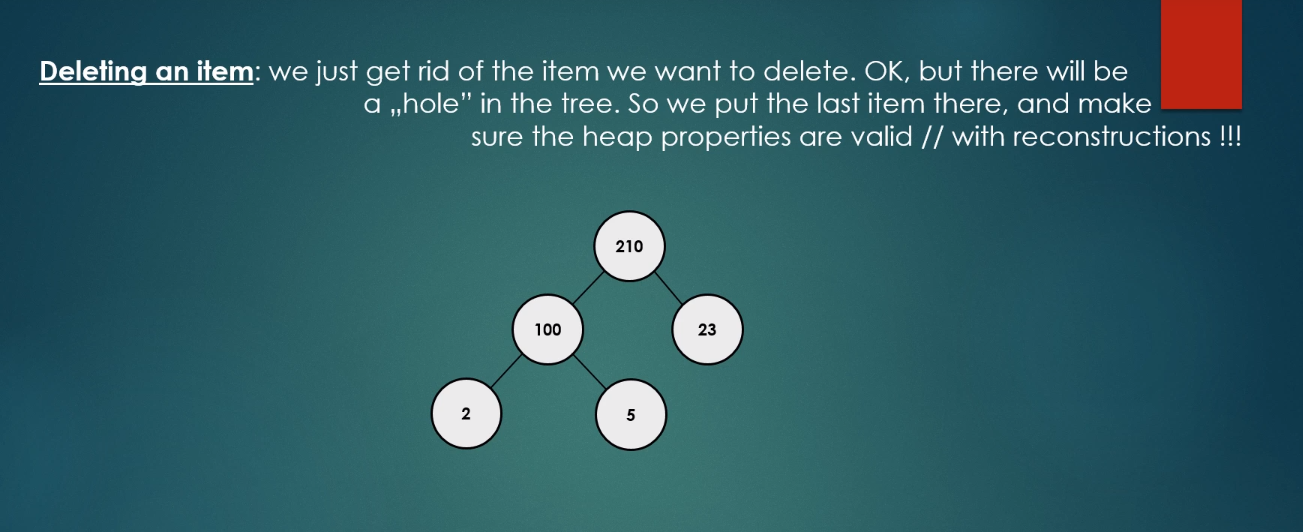 Deleting an item: we just get rid of the item we want to delete. OK, but there will be
a „hole” in the tree. So we put the last item there, and make
sure the heap properties are valid // with reconstructions !!!
210
100
23
2
5